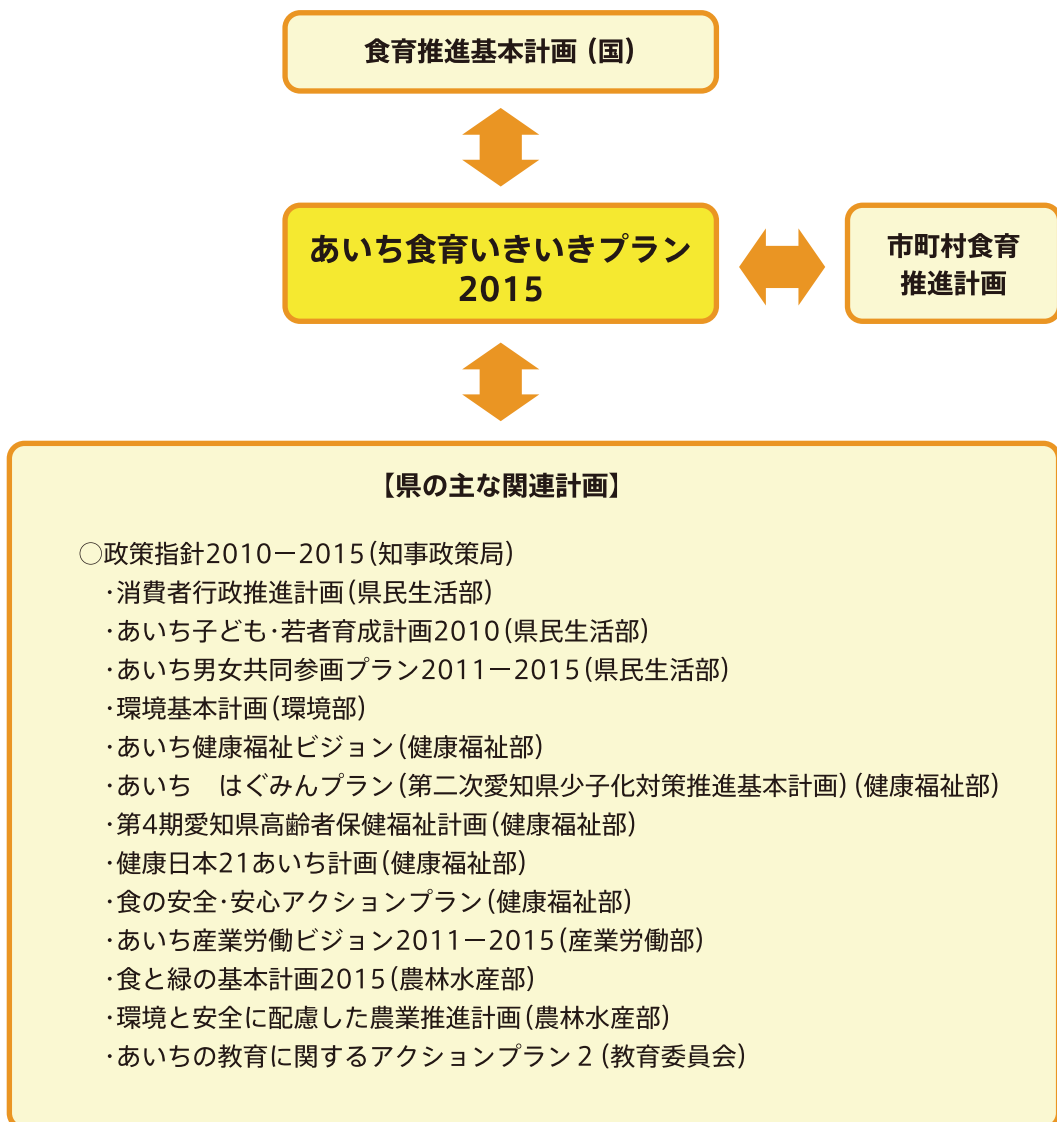 食育推進基本計画（国）
あいち食育いきいきプラン
2015
市町村食育
推進計画
【県の主な関連計画】
○政策指針2010－2015（知事政策局）
・消費者行政推進計画（県民生活部）
・あいち子ども・若者育成計画2010（県民生活部）
・あいち男女共同参画プラン2011－2015（県民生活部）
・環境基本計画（環境部）
・あいち健康福祉ビジョン（健康福祉部）
・あいち　はぐみんプラン（第二次愛知県少子化対策推進基本計画）（健康福祉部）
・第4期愛知県高齢者保健福祉計画（健康福祉部）
・健康日本21あいち計画（健康福祉部）
・食の安全・安心アクションプラン（健康福祉部）
・あいち産業労働ビジョン2011－2015（産業労働部）
・食と緑の基本計画2015（農林水産部）
・環境と安全に配慮した農業推進計画（農林水産部）
・あいちの教育に関するアクションプラン２（教育委員会）